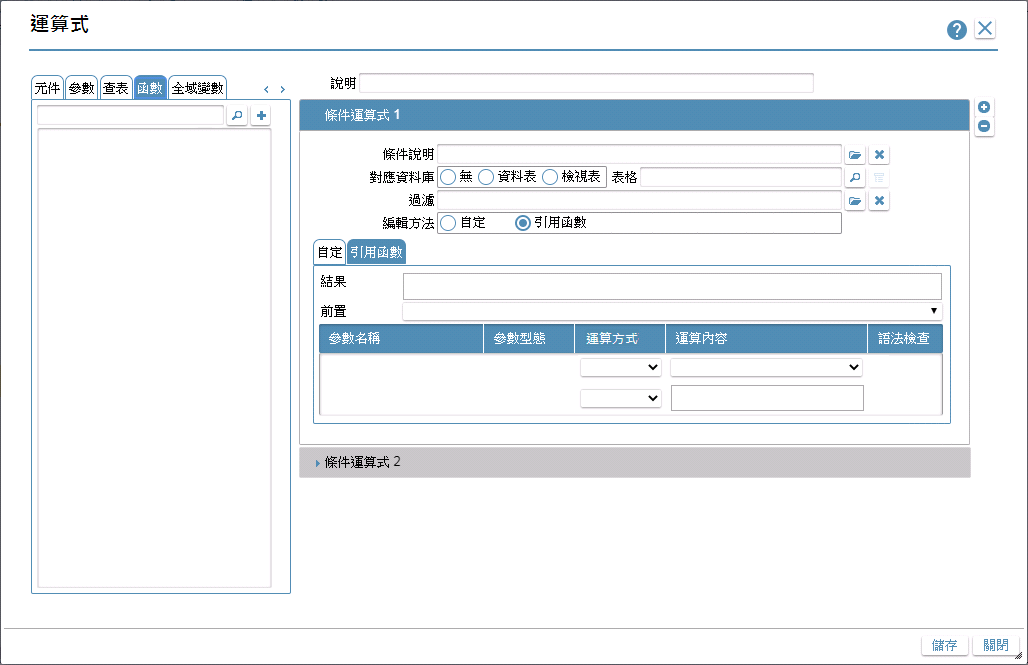 運算式
元件 參數 查表 函數 全域變數
說明
條件運算式 1
條件說明
對應資料庫 無 資料表 檢視表 表格
過濾
編輯方法 自定 引用函數
自定 引用函數
結果
前置
參數名稱 參數型態 運算方式 運算內容 語法檢查
條件運算式 2
儲存 關閉